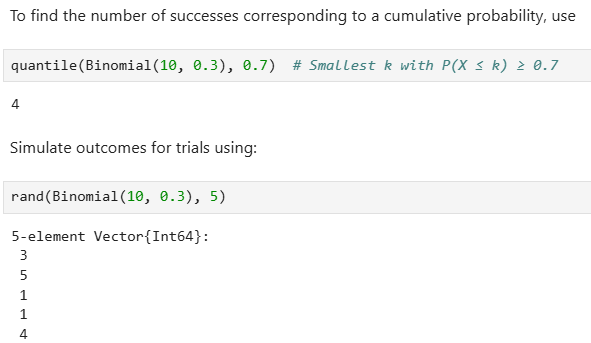 To find the number of successes corresponding to a cumulative probability, use
quantile(Binomial(10, 0.3), 0.7)  # Smallest k with P(X ≤ k) ≥ 0.7
4
Simulate outcomes for trials using:
rand(Binomial(10, 0.3), 5)
5-element Vector{Int64}:
 3
 5
 1
 1
 4